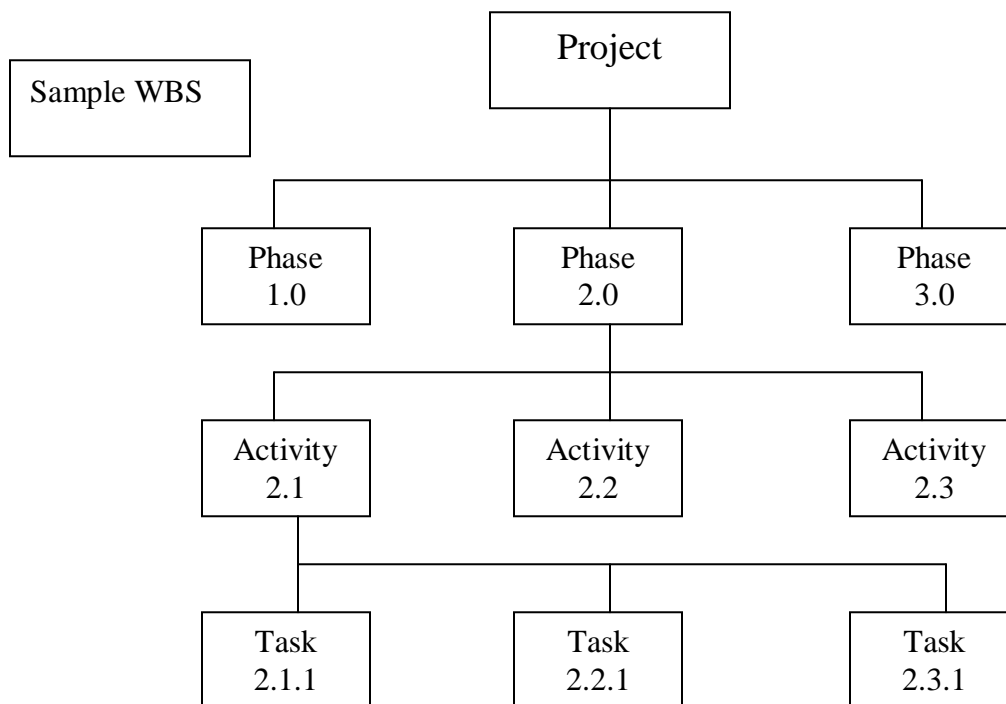 Project
Sample WBS
Phase
1.0
Phase
2.0
Phase
3.0
Activity
2.1
Activity
2.2
Activity
2.3
Task
2.1.1
Task
2.2.1
Task
2.3.1